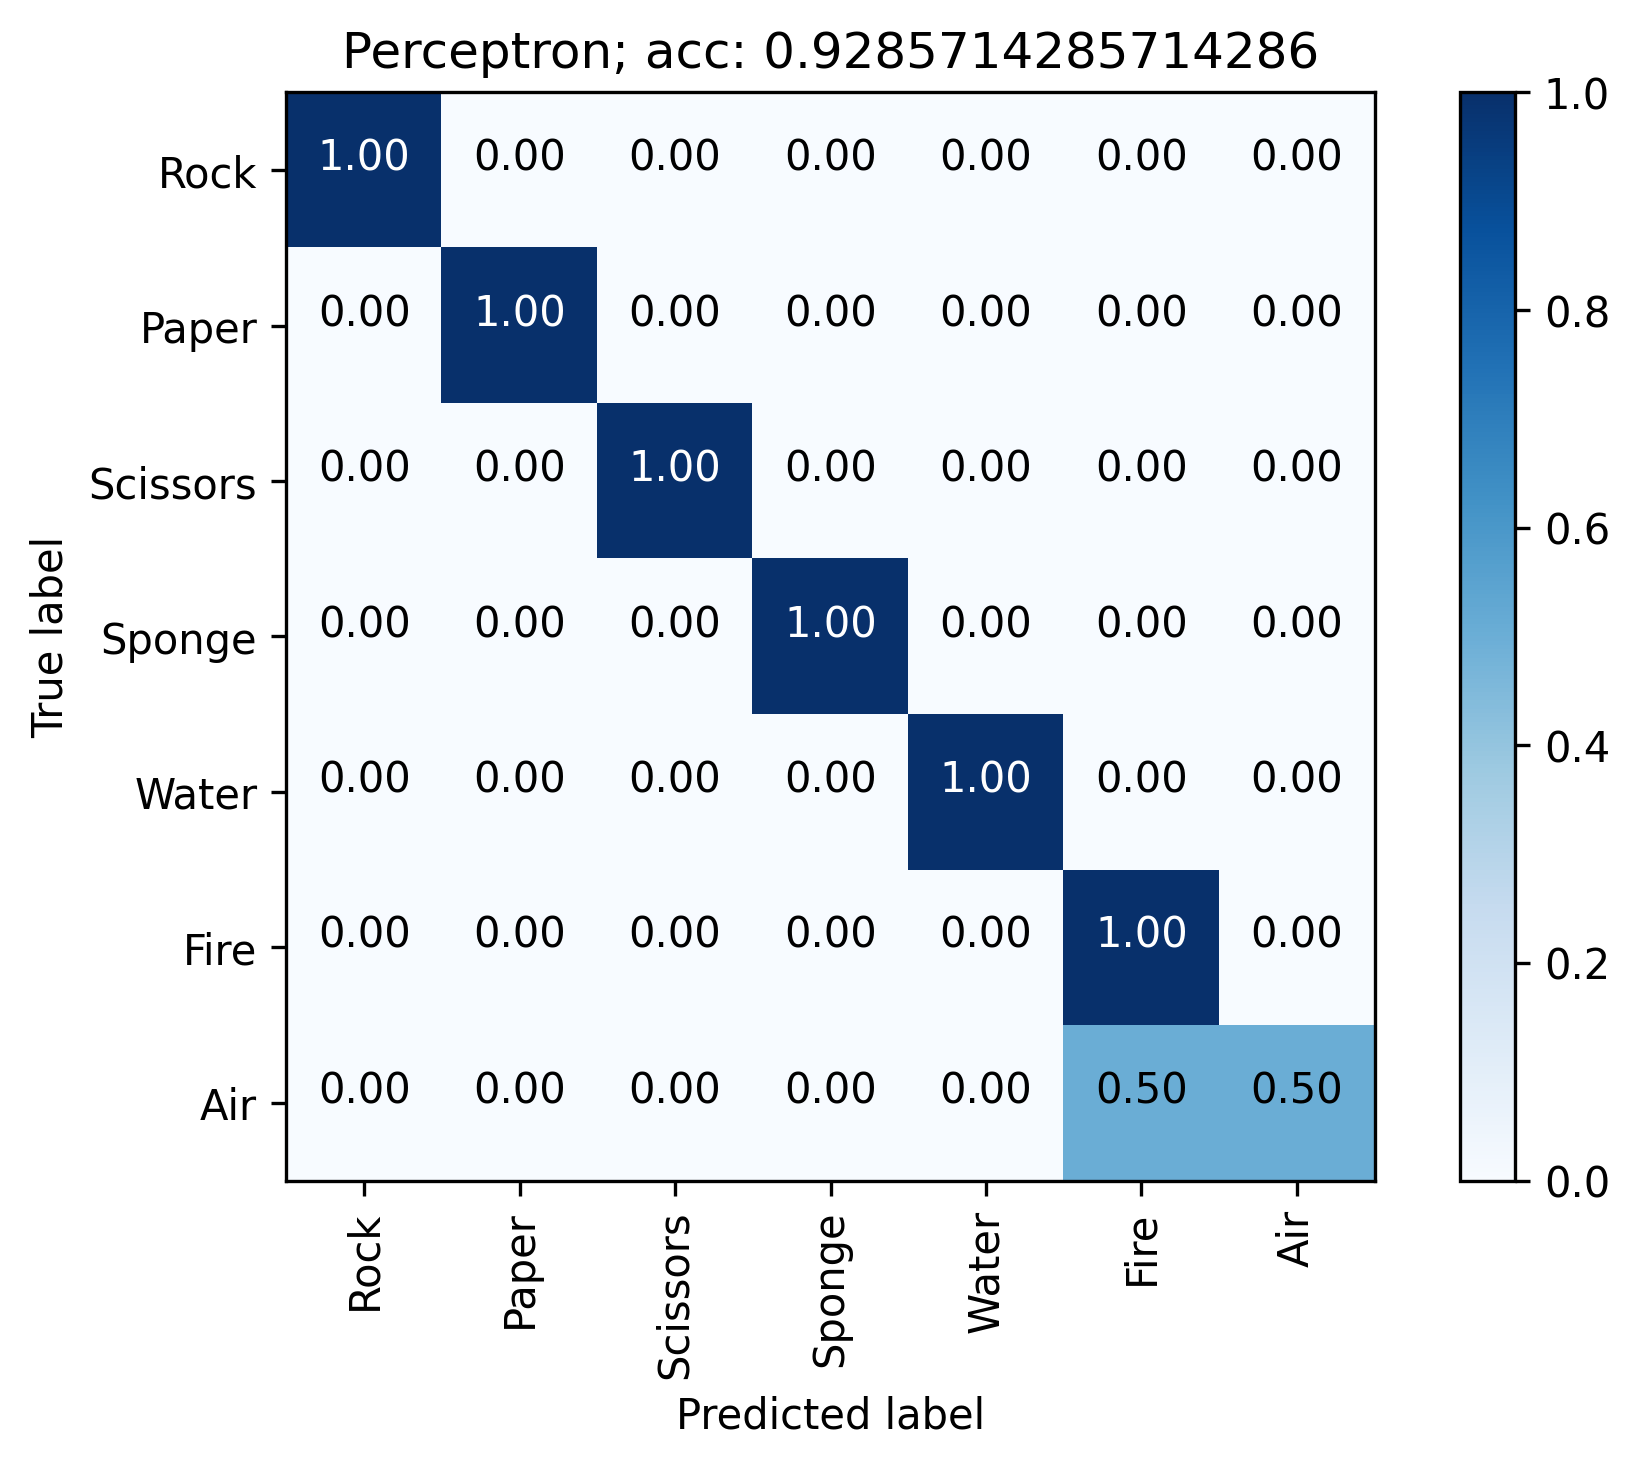 Perceptron; acc: 0.9285714285714286
Rock 1.00 0.00 0.00 0.00 0.00 0.00 0.00
Paper 0.00 1.00 0.00 0.00 0.00 0.00 0.00
Scissors 0.00 0.00 1.00 0.00 0.00 0.00 0.00
Sponge 0.00 0.00 0.00 1.00 0.00 0.00 0.00
Water 0.00 0.00 0.00 0.00 1.00 0.00 0.00
Fire 0.00 0.00 0.00 0.00 0.00 1.00 0.00
Air 0.00 0.00 0.00 0.00 0.00 0.50 0.50
True label
Rock Paper Scissors Sponge Water Fire Air
Predicted label
1.0
0.8
0.6
0.4
0.2
0.0